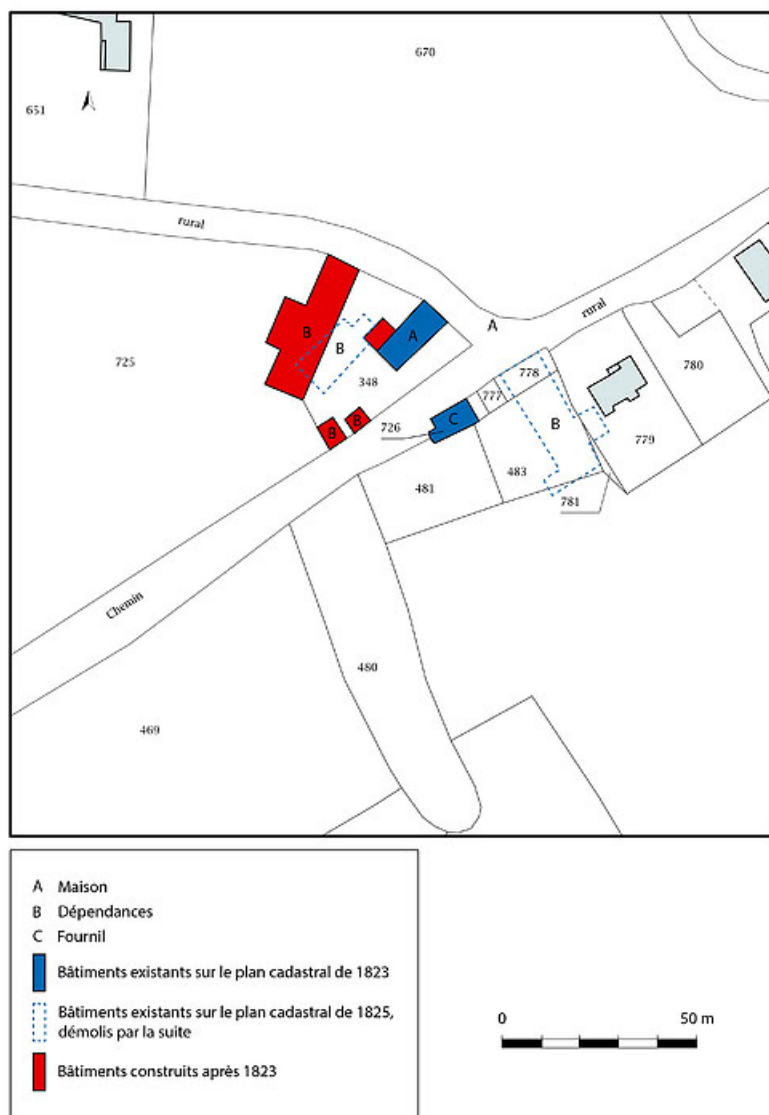 670
651
rural
A
rural
B
B
A
725
348
780
778
777
B
B
726
C
B
779
481
483
781
Chemin
480
469
A Maison
B Dépendances
C Fournil
Bâtiments existants sur le plan cadastral de 1823
Bâtiments existants sur le plan cadastral de 1825,
démolis par la suite
Bâtiments construits après 1823
0 50 m